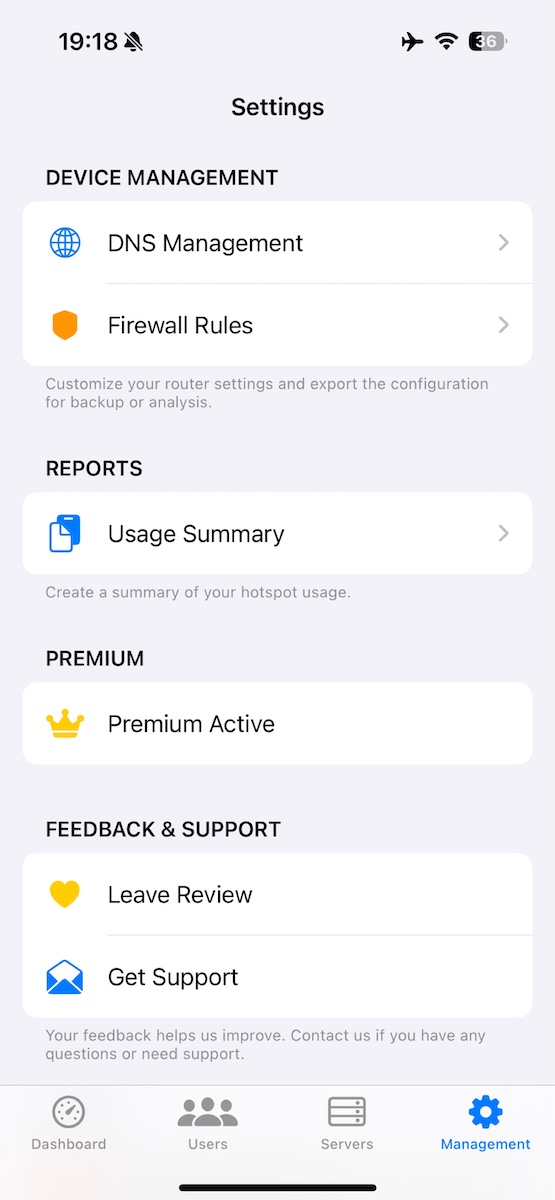 19:18
36
Settings
DEVICE MANAGEMENT
DNS Management
Firewall Rules
Customize your router settings and export the configuration
for backup or analysis.
REPORTS
Usage Summary
Create a summary of your hotspot usage.
PREMIUM
Premium Active
FEEDBACK & SUPPORT
Leave Review
Get Support
Your feedback helps us improve. Contact us if you have any
questions or need support.
Dashboard Users Servers Management